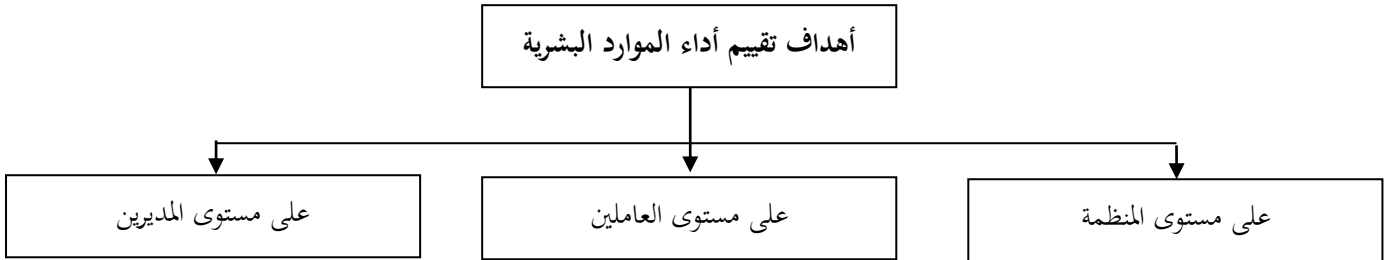 أهداف تقييم أداء الموارد البشرية
على مستوى المنظمة
على مستوى العاملين
على مستوى المديرين